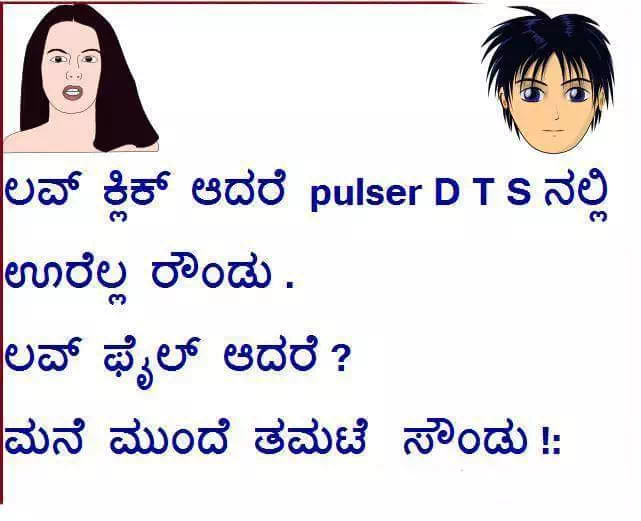 ಲವ್ ಕ್ಲಿಕ್ ಆದರೆ pulser D T S ನಲ್ಲಿ
ಊರೆಲ್ಲ ರೌಂಡು .
ಲವ್ ಫೈಲ್ ಆದರೆ ?
ಮನೆ ಮುಂದೆ ತಮಟೆ ಸೌಂಡು !: